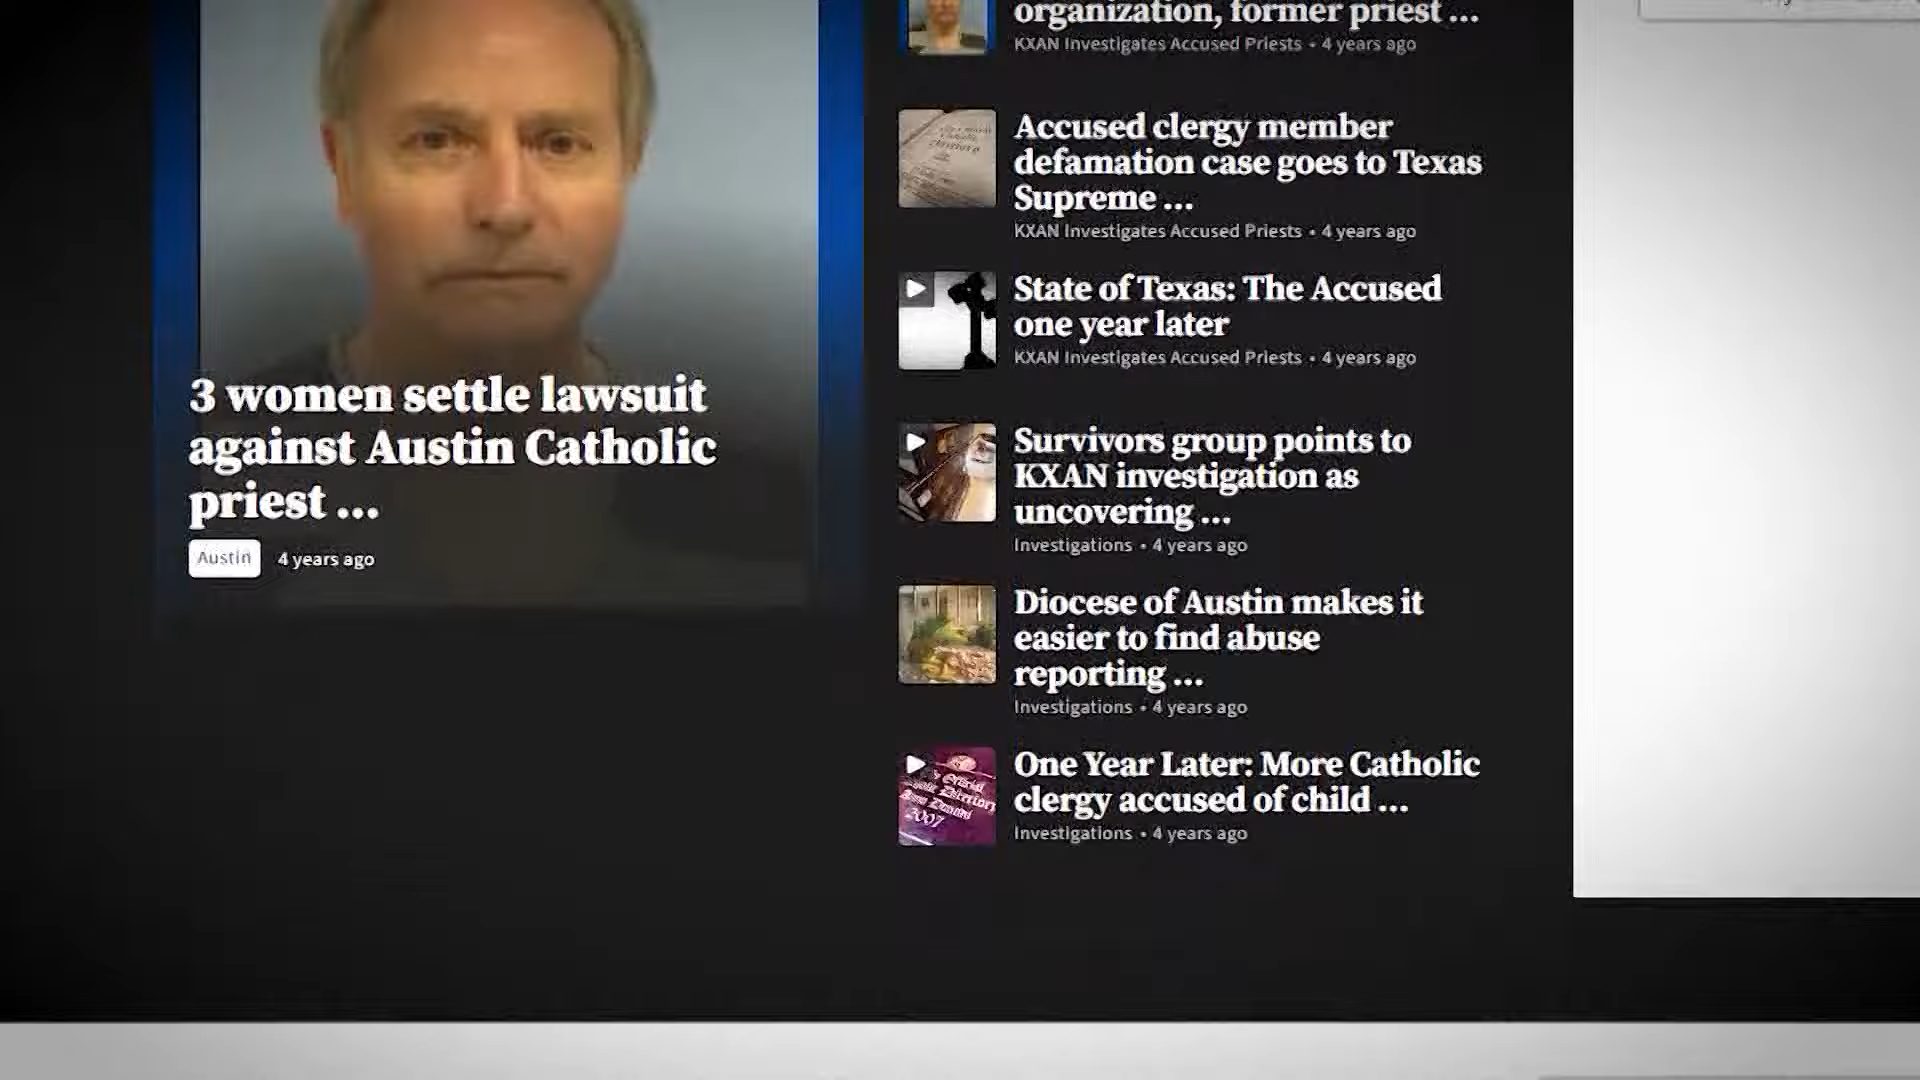 3 women settle lawsuit
against Austin Catholic
priest ...
Austin
4 years ago
organization, former priest ...
KXAN Investigates Accused Priests • 4 years ago
Accused clergy member
defamation case goes to Texas
Supreme ...
KXAN Investigates Accused Priests • 4 years ago
State of Texas: The Accused
one year later
KXAN Investigates Accused Priests • 4 years ago
Survivors group points to
KXAN investigation as
uncovering ...
Investigations • 4 years ago
Diocese of Austin makes it
easier to find abuse
reporting ...
Investigations • 4 years ago
One Year Later: More Catholic
clergy accused of child ...
Investigations • 4 years ago
2007